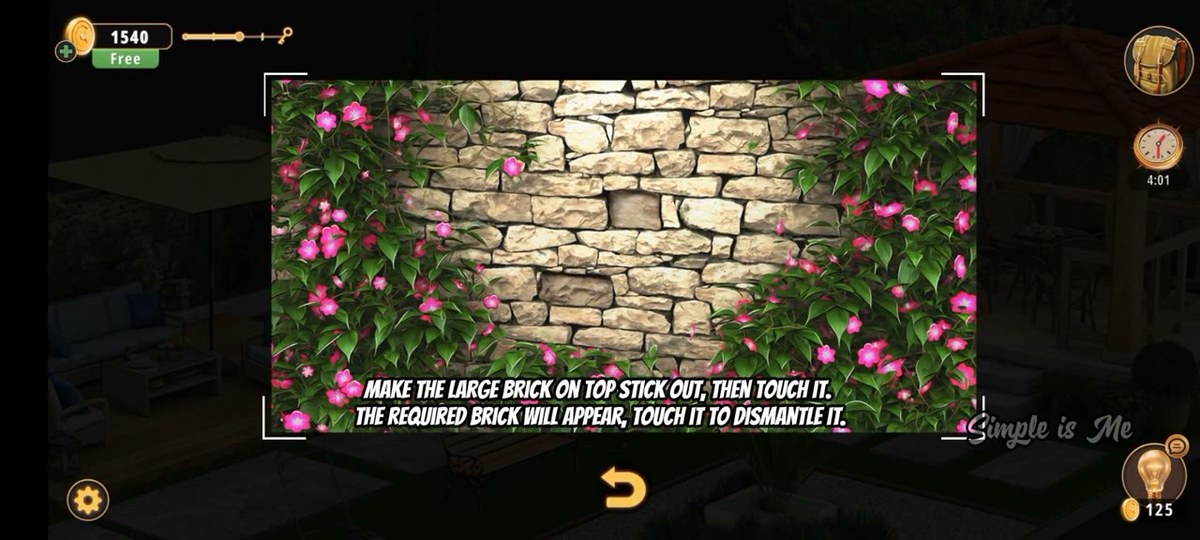 1540
Free
4:01
MAKE THE LARGE BRICK ON TOP STICK OUT, THEN TOUCH IT.
THE REQUIRED BRICK WILL APPEAR, TOUCH IT TO DISMANTLE IT.
Simple is Me
125